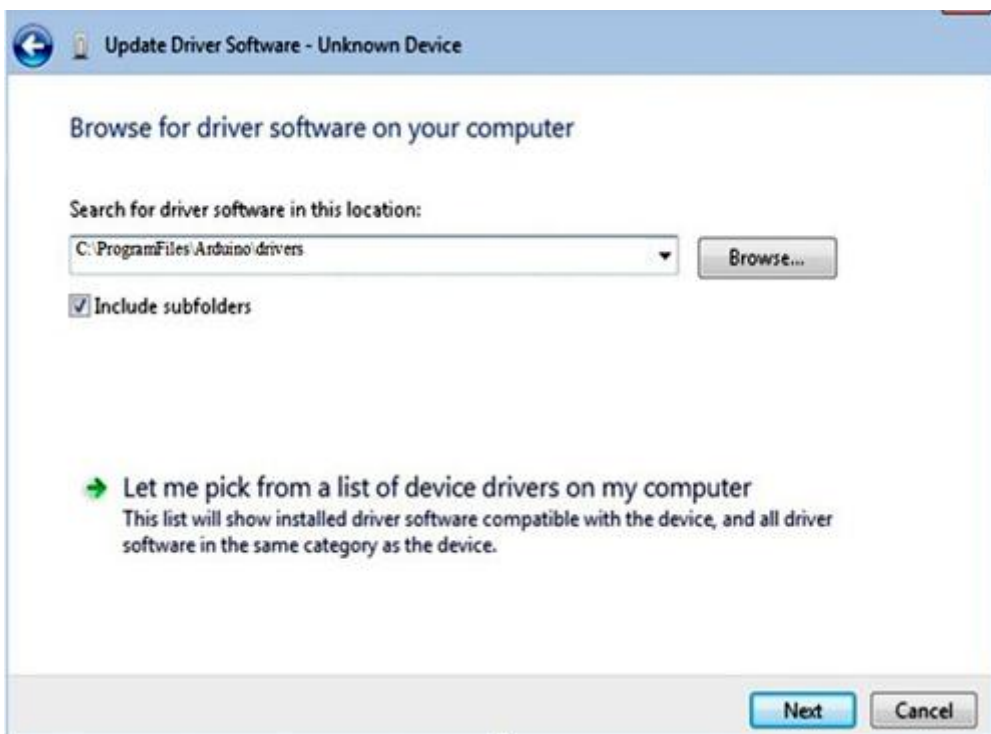 Update Driver Software - Unknown Device
Browse for driver software on your computer
Search for driver software in this location:
C:\ProgramFiles\Arduino\drivers
Browse...
Include subfolders
Let me pick from a list of device drivers on my computer
This list will show installed driver software compatible with the device, and all driver
software in the same category as the device.
Next
Cancel